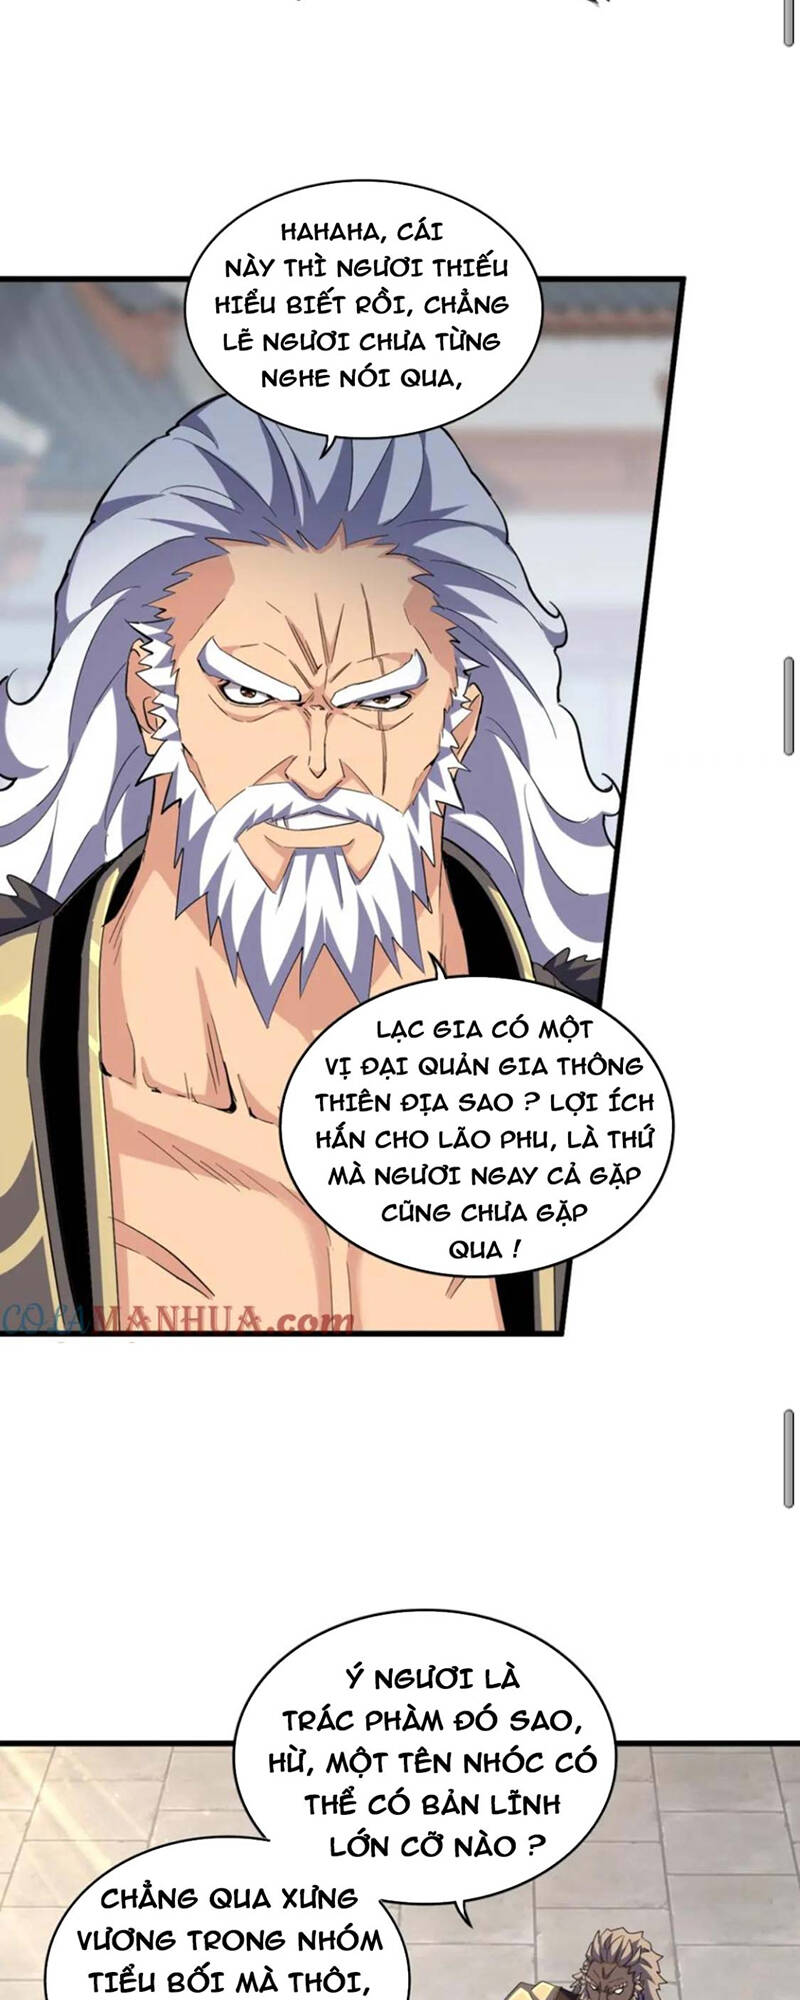 HAHAHA, CÁI
NÀY THÌ NGƯƠI THIẾU
HIỂU BIẾT RỒI, CHẲNG
LẼ NGƯƠI CHƯA TỪNG
NGHE NÓI QUA,
LẠC GIA CÓ MỘT
VỊ ĐẠI QUẢN GIA THÔNG
THIÊN ĐỊA SAO ? LỢI ÍCH
HẮN CHO LÃO PHU, LÀ THỨ
MÀ NGƯƠI NGAY CẢ GẶP
CŨNG CHƯA GẶP
QUA !
COLAMANHUA.com
Ý NGƯƠI LÀ
TRÁC PHÀM ĐÓ SAO,
HỪ, MỘT TÊN NHÓC CÓ
THỂ CÓ BẢN LĨNH
LỚN CỠ NÀO ?
CHẲNG QUA XƯNG
VƯƠNG TRONG NHÓM
TIỂU BỐI MÀ THÔI,